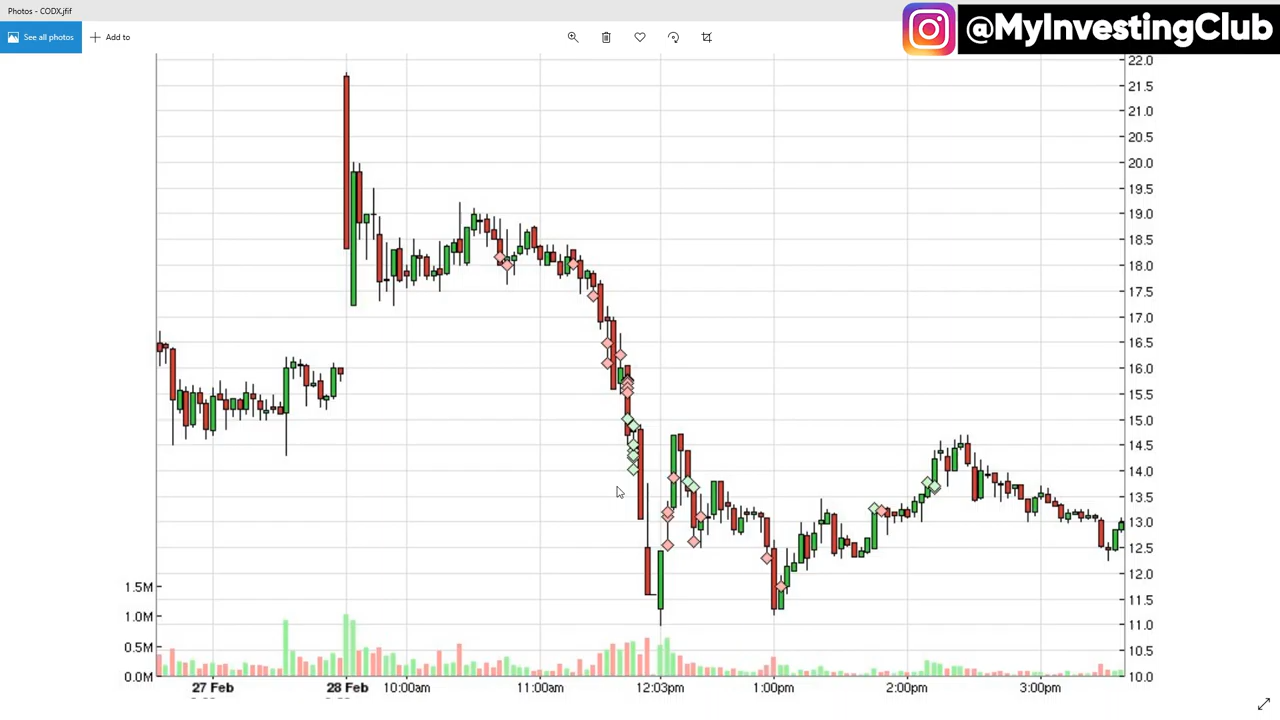 Photos - CODX.jfif
@MyInvestingClub
See all photos
Add to
22.0
21.5
21.0
20.5
20.0
19.5
19.0
18.5
18.0
17.5
17.0
16.5
16.0
15.5
15.0
14.5
14.0
13.5
13.0
12.5
12.0
11.5
11.0
10.5
10.0
1.5M
1.0M
0.5M
0.0M
27 Feb 28 Feb 10:00am 11:00am 12:03pm 1:00pm 2:00pm 3:00pm